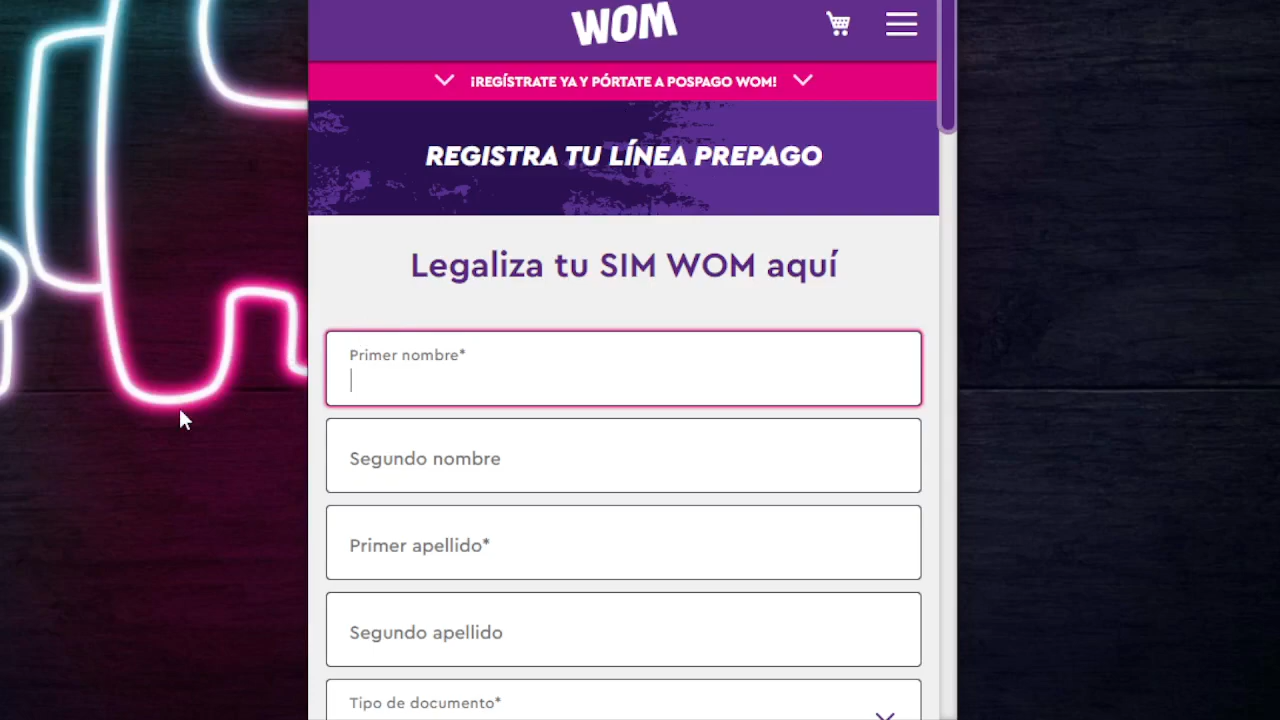 WOM
¡REGÍSTRATE YA Y PÓRTATE A POSPAGO WOM!
REGISTRA TU LÍNEA PREPAGO
Legaliza tu SIM WOM aquí
Primer nombre*
Segundo nombre
Primer apellido*
Segundo apellido
Tipo de documento*